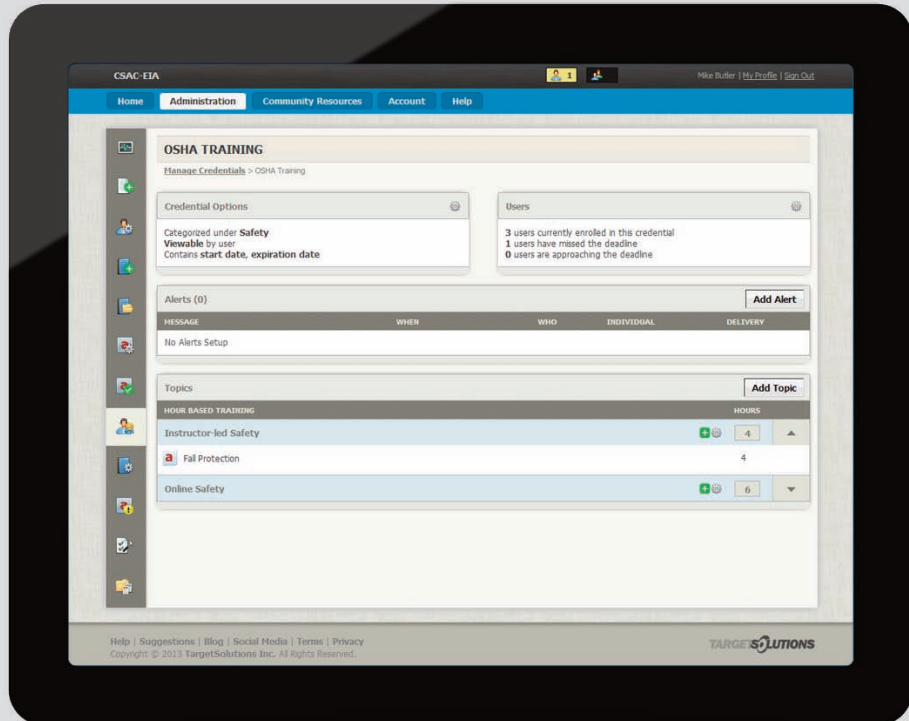 CSAC-EIA
1
Mike Butler | My Profile | Sign Out
Home Administration Community Resources Account Help
OSHA TRAINING
Manage Credentials > OSHA Training
Credential Options
Users
Categorized under Safety
Viewable by user
Contains start date, expiration date
3 users currently enrolled in this credential
1 users have missed the deadline
0 users are approaching the deadline
Alerts (0) Add Alert
MESSAGE WHEN WHO INDIVIDUAL DELIVERY
No Alerts Setup
Topics Add Topic
HOUR BASED TRAINING HOURS
Instructor-led Safety 4
a Fall Protection 4
Online Safety 6
Help | Suggestions | Blog | Social Media | Terms | Privacy
Copyright © 2013 TargetSolutions Inc. All Rights Reserved.
TARGETSOLUTIONS